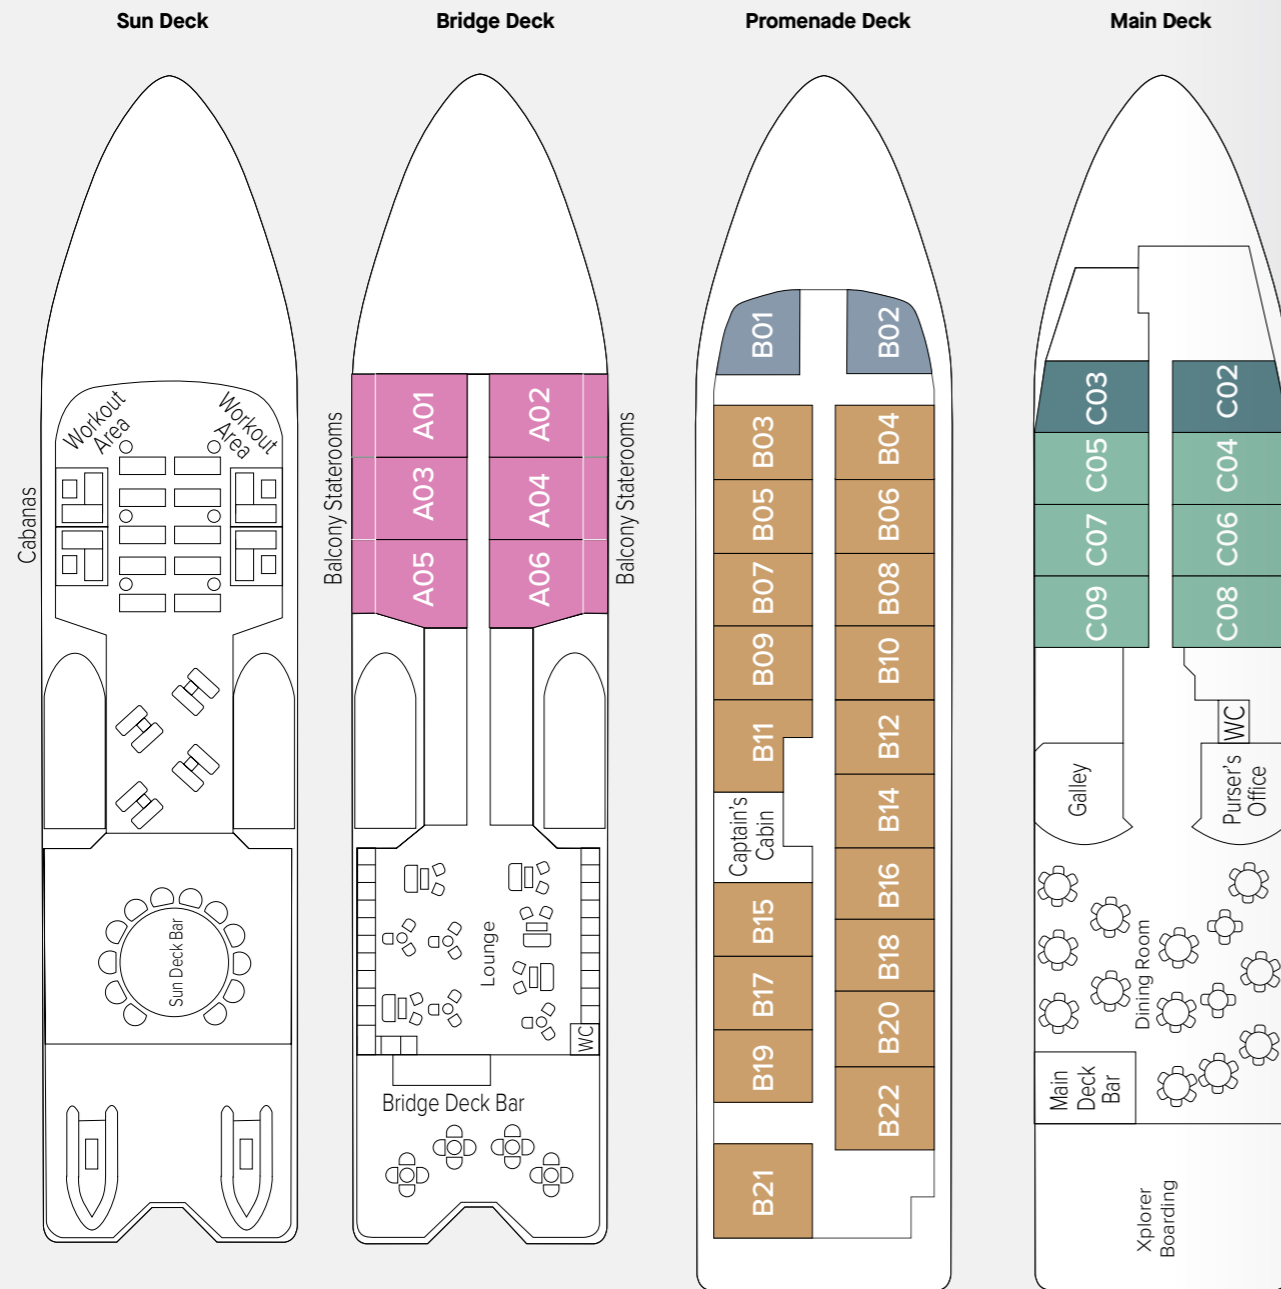 Sun Deck
Bridge Deck
Promenade Deck
Main Deck
Workout
Area
Workout
Area
Cabanas
Sun Deck Bar
Balcony Staterooms
A01
A02
A03
A04
A05
A06
Balcony Staterooms
Lounge
WC
Bridge Deck Bar
B01
B02
B03
B04
B05
B06
B07
B08
B09
B10
B11
B12
Captain's
Cabin
B14
B15
B16
B17
B18
B19
B20
B21
B22
C03
C02
C05
C04
C07
C06
C09
C08
WC
Galley
Purser's
Office
Dining Room
Main
Deck
Bar
Xplorer
Boarding